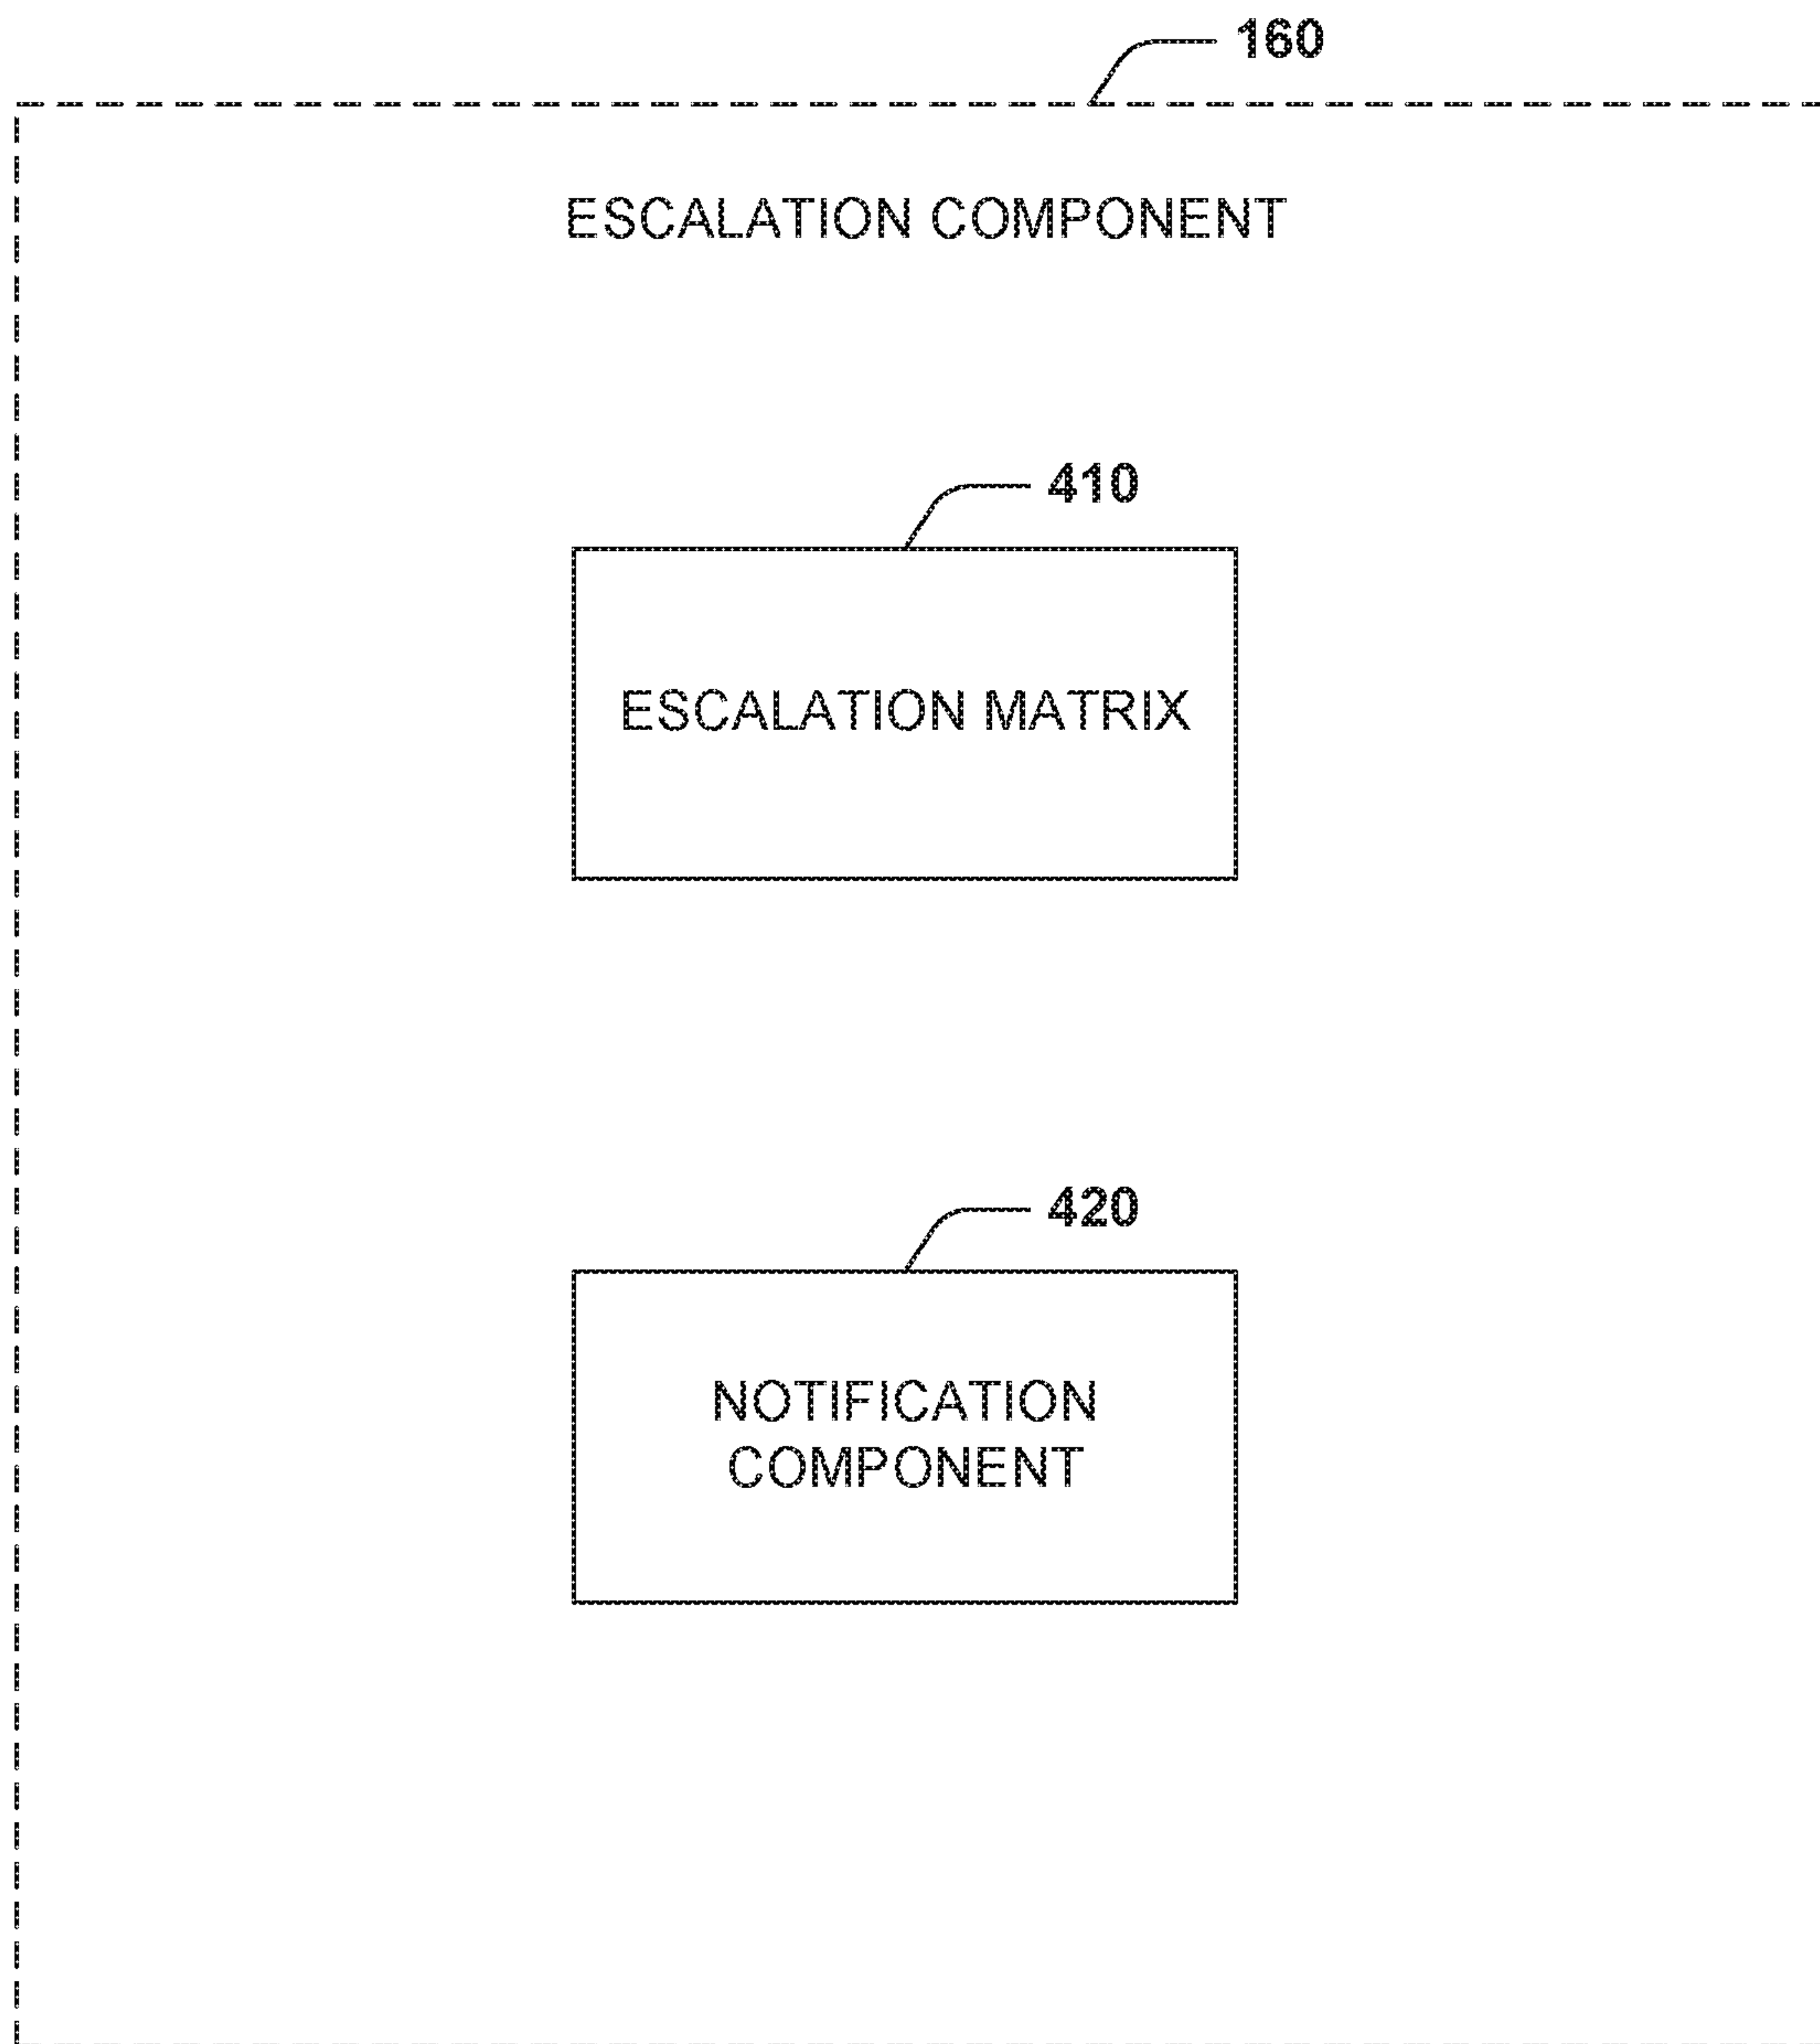 160
ESCALATION COMPONENT
410
ESCALATION MATRIX
420
NOTIFICATION
COMPONENT